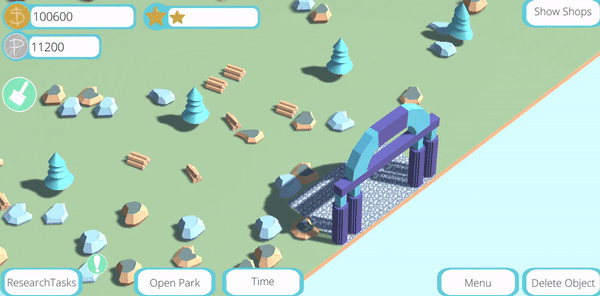 100600
Show Shops
11200
ResearchTasks
Open Park
Time
Menu
Delete Object